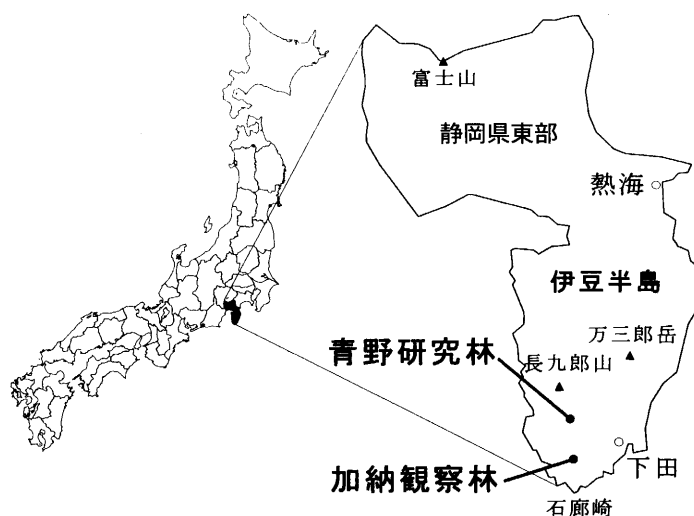 富士山
静岡県東部
熱海
伊豆半島
万三郎岳
青野研究林
長九郎山
下田
加納観察林
石廊崎